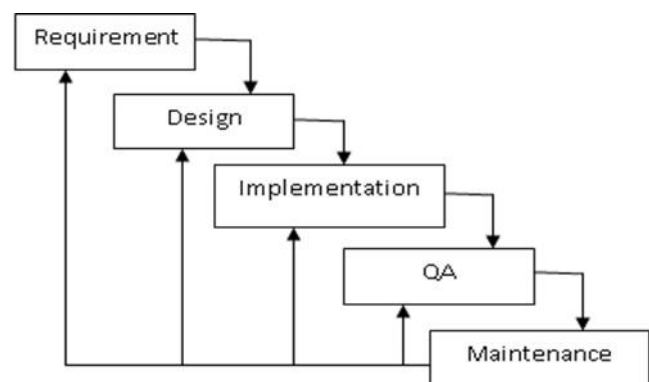 Requirement
Design
Implementation
QA
Maintenance